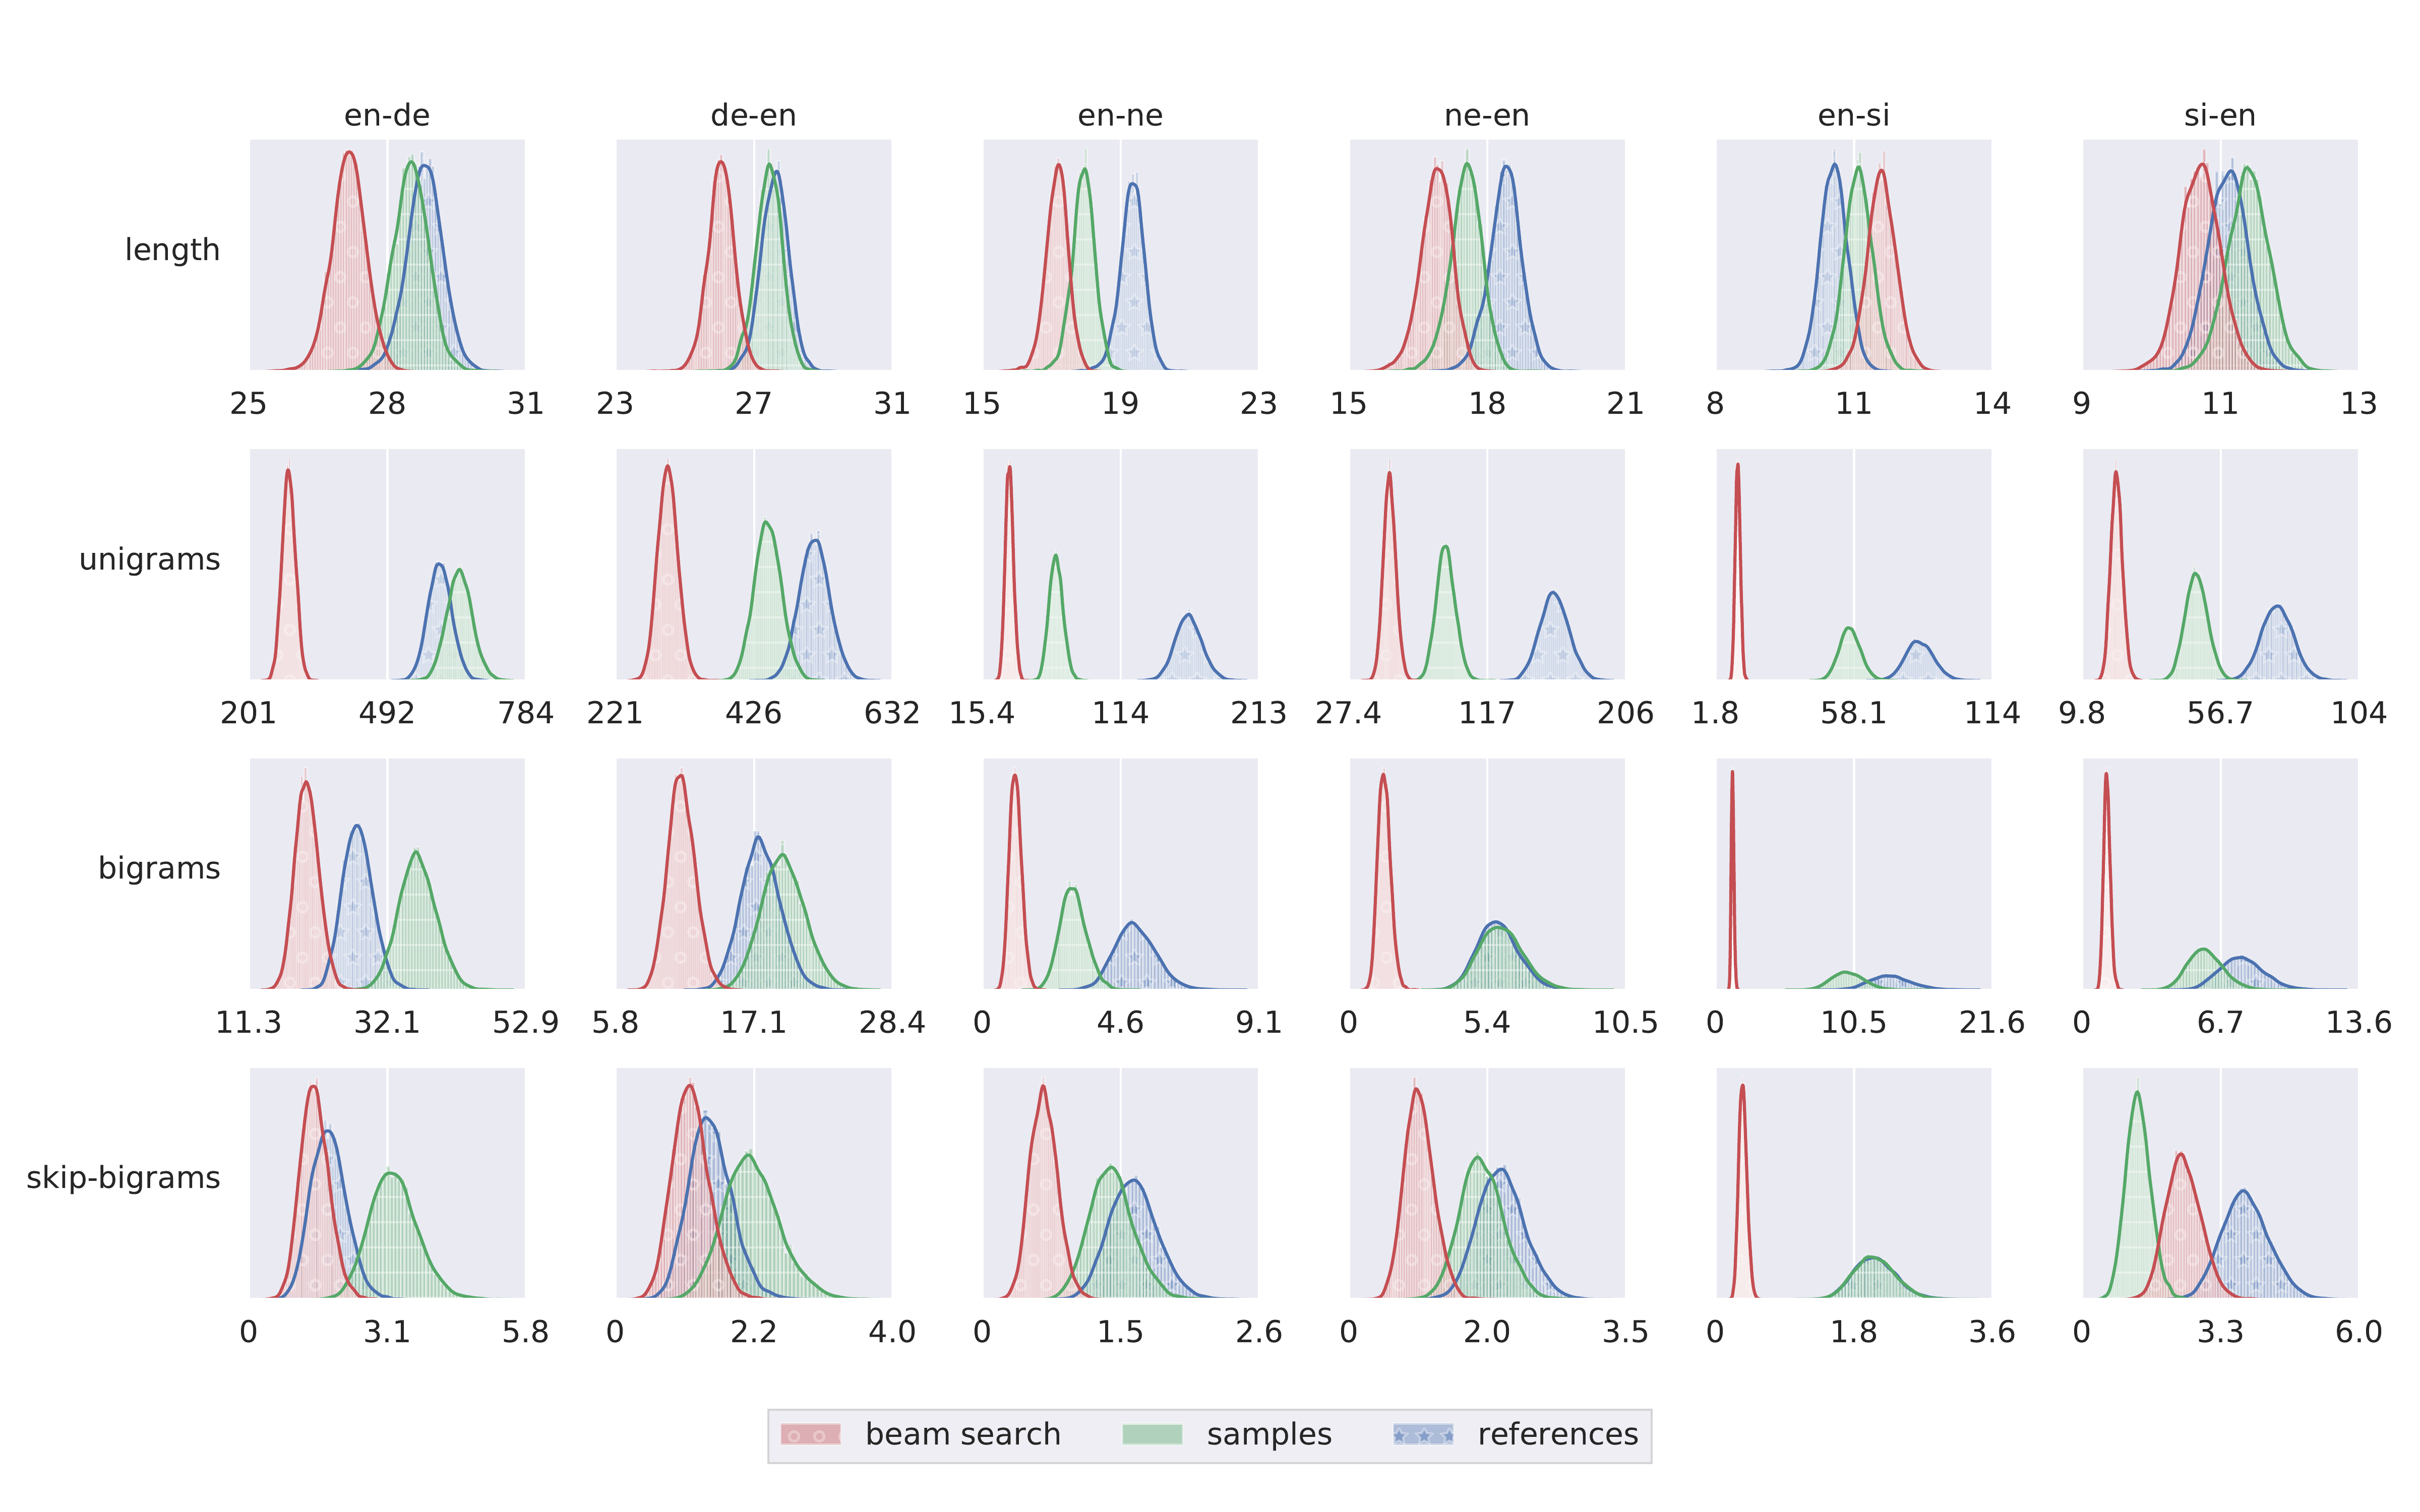 en-de de-en en-ne ne-en en-si si-en
length
25 28 31 23 27 31 15 19 23 15 18 21 8 11 14 9 11 13
unigrams
201 492 784 221 426 632 15.4 114 213 27.4 117 206 1.8 58.1 114 9.8 56.7 104
bigrams
11.3 32.1 52.9 5.8 17.1 28.4 0 4.6 9.1 0 5.4 10.5 0 10.5 21.6 0 6.7 13.6
skip-bigrams
0 3.1 5.8 0 2.2 4.0 0 1.5 2.6 0 2.0 3.5 0 1.8 3.6 0 3.3 6.0
beam search samples references